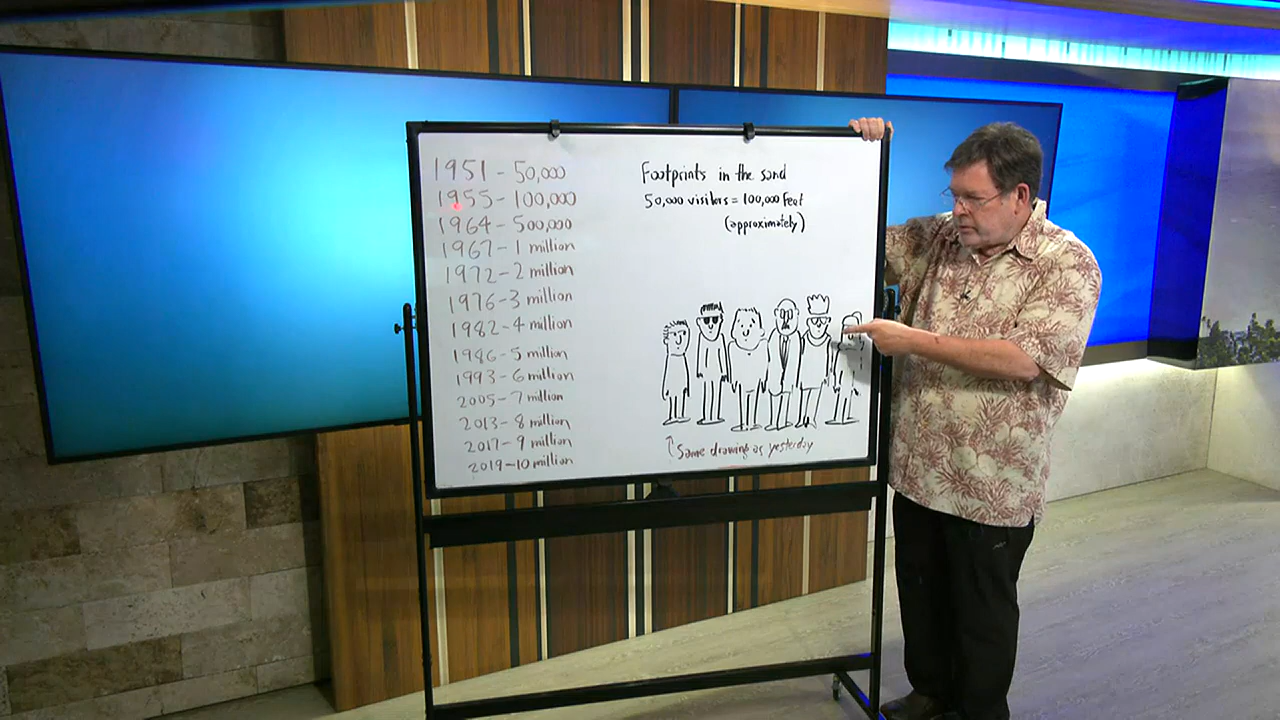 1951 - 50,000
1955 - 100,000
1964 - 500,000
1967 - 1 million
1972 - 2 million
1976 - 3 million
1982 - 4 million
1986 - 5 million
1993 - 6 million
2005 - 7 million
2013 - 8 million
2017 - 9 million
2019 - 10 million
Footprints in the sand
50,000 visitors = 100,000 Feet
(approximately)
Same drawing as yesterday